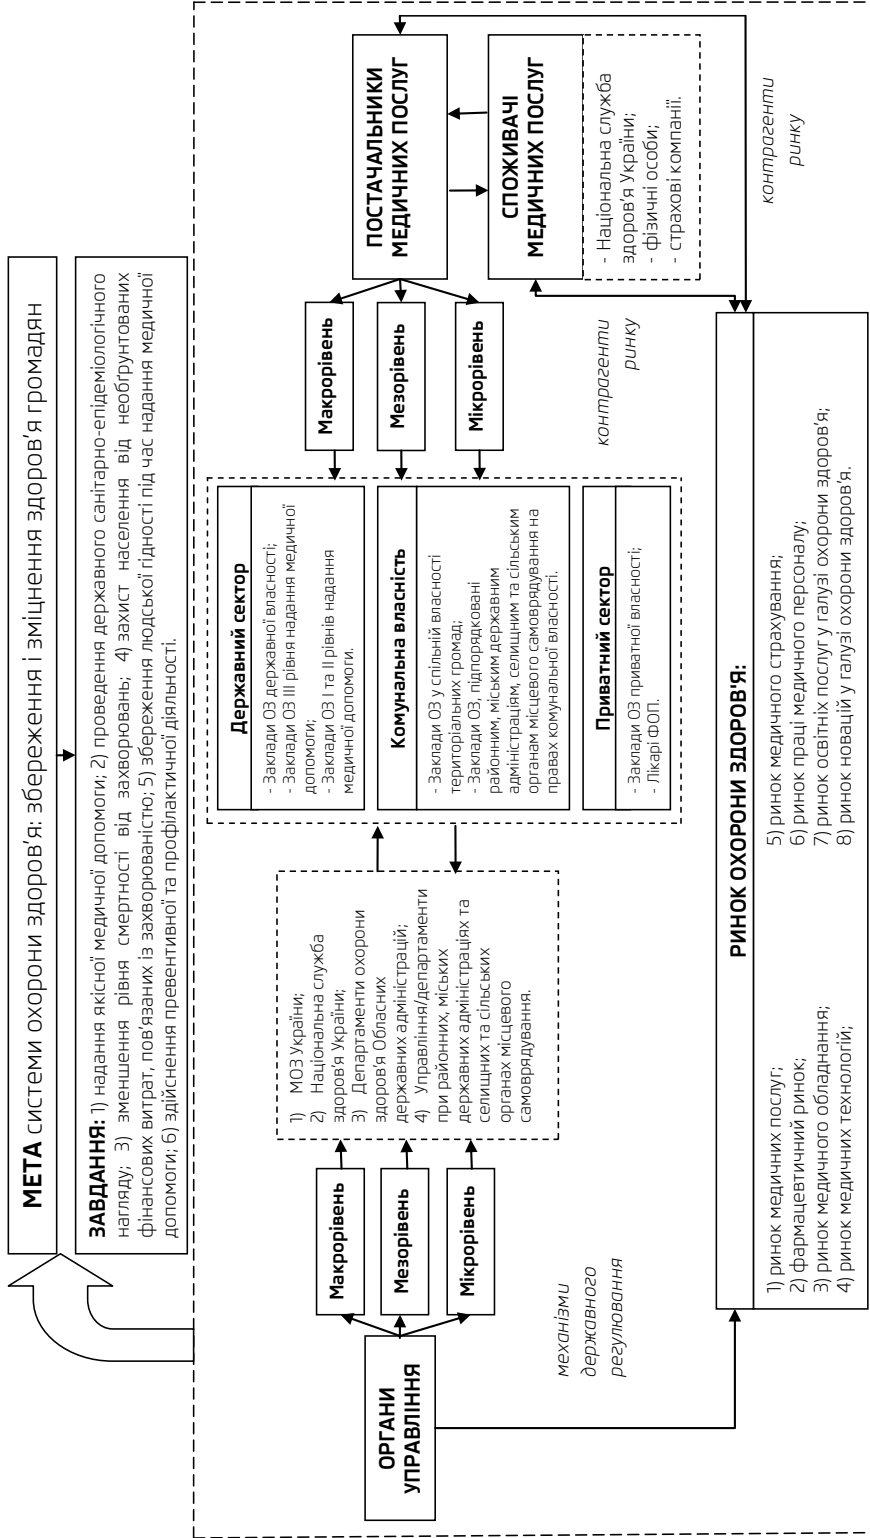 МЕТА системи охорони здоров'я: збереження і зміцнення здоров'я громадян
ЗАВДАННЯ: 1) надання якісної медичної допомоги; 2) проведення державного санітарно-епідеміологічного
нагляду; 3) зменшення рівня смертності від захворювань; 4) захист населення від необґрунтованих
фінансових витрат, пов'язаних із захворюваністю; 5) збереження людської гідності під час надання медичної
допомоги; 6) здійснення превентивної та профілактичної діяльності.
ОРГАНИ
УПРАВЛІННЯ
Макрорівень
Мезорівень
Мікрорівень
механізми
державного
регулювання
1) МОЗ України;
2) Національна служба
здоров'я України;
3) Департаменти охорони
здоров'я Обласних
державних адміністрацій;
4) Управління/департаменти
при районних, міських
державних адміністраціях та
селищних та сільських
органах місцевого
самоврядування.
Державний сектор
- Заклади ОЗ державної власності;
- Заклади ОЗ ІІІ рівня надання медичної
допомоги;
- Заклади ОЗ І та ІІ рівнів надання
медичної допомоги.
Комунальна власність
- Заклади ОЗ у спільній власності
територіальних громад;
- Заклади ОЗ, підпорядковані
районним, міським державним
адміністраціям, селищним та сільським
органам місцевого самоврядування на
правах комунальної власності.
Приватний сектор
- Заклади ОЗ приватної власності;
- Лікарі ФОП.
Макрорівень
Мезорівень
Мікрорівень
контрагенти
ринку
ПОСТАЧАЛЬНИКИ
МЕДИЧНИХ ПОСЛУГ
СПОЖИВАЧІ
МЕДИЧНИХ ПОСЛУГ
- Національна служба
здоров'я України;
- фізичні особи;
- страхові компанії.
контрагенти
ринку
РИНОК ОХОРОНИ ЗДОРОВ'Я:
1) ринок медичних послуг;
2) фармацевтичний ринок;
3) ринок медичного обладнання;
4) ринок медичних технологій;
5) ринок медичного страхування;
6) ринок праці медичного персоналу;
7) ринок освітніх послуг у галузі охорони здоров'я;
8) ринок новацій у галузі охорони здоров'я.